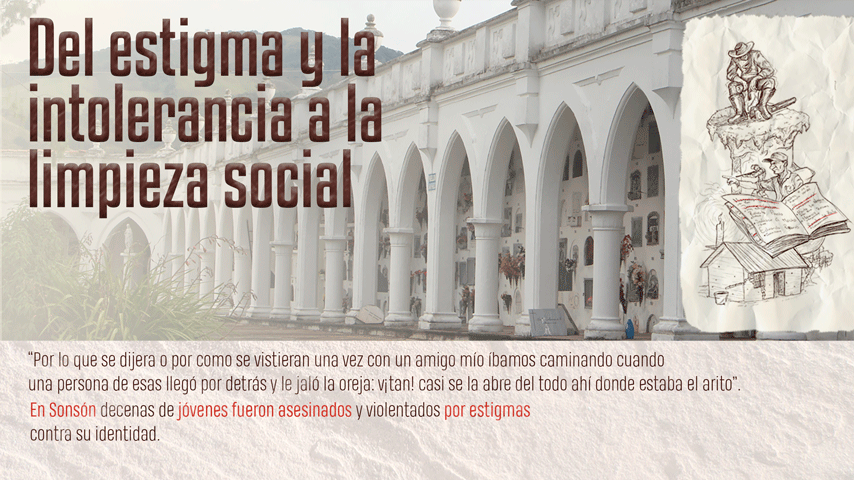 Del estigma y la
intolerancia a la
limpieza social
"Por lo que se dijera o por como se vistieran una vez con un amigo mío íbamos caminando cuando
una persona de esas llegó por detrás y le jaló la oreja: v¡tan! casi se la abre del todo ahí donde estaba el arito".
En Sonsón decenas de jóvenes fueron asesinados y violentados por estigmas
contra su identidad.